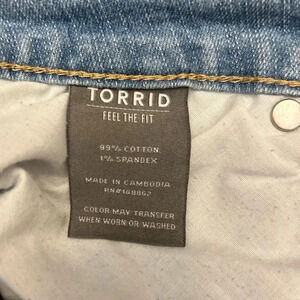 TORRID
FEEL THE FIT
99% COTTON
1% SPANDEX
MADE IN CAMBODIA
RN#148862
COLOR MAY TRANSFER
WHEN WORN OR WASHED